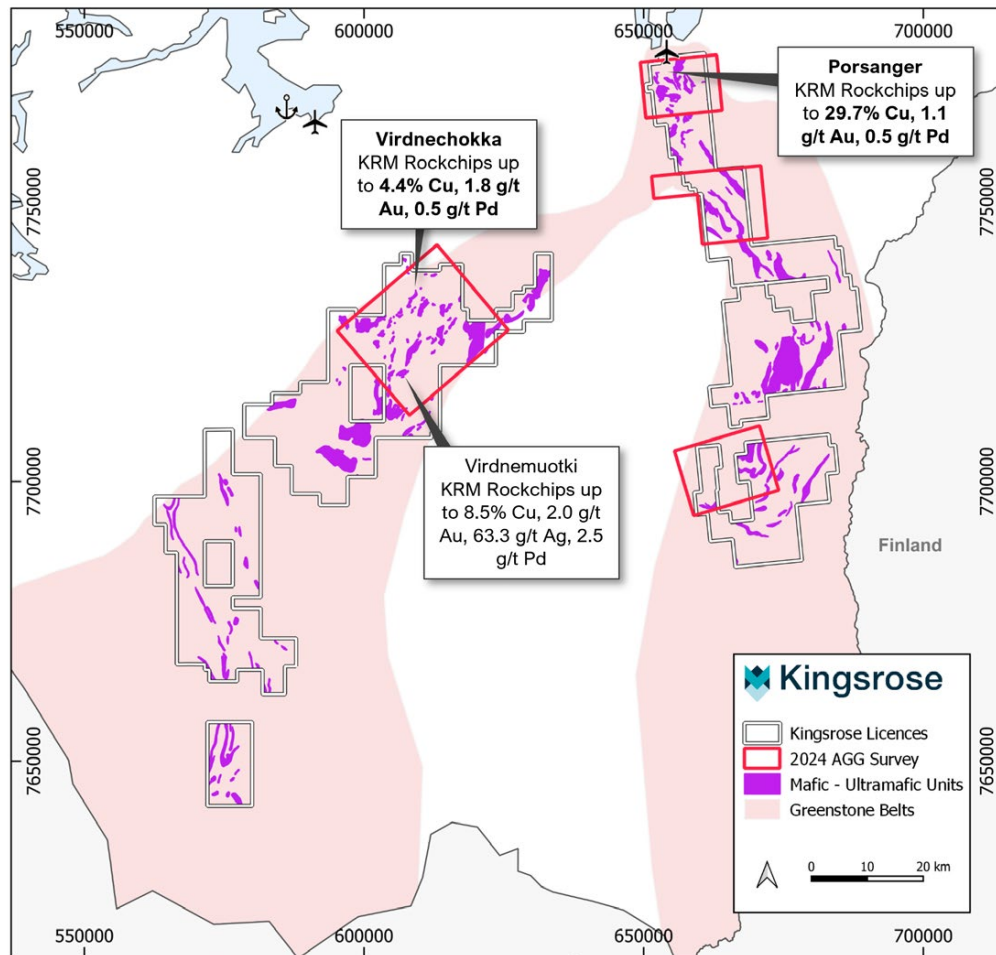 550000
600000
650000
700000
Porsanger
KRM Rockchips up
to 29.7% Cu, 1.1
g/t Au, 0.5 g/t Pd
Virdnechokka
KRM Rockchips up
to 4.4% Cu, 1.8 g/t
Au, 0.5 g/t Pd
7750000
7750000
Virdnemuotki
KRM Rockchips up
to 8.5% Cu, 2.0 g/t
Au, 63.3 g/t Ag, 2.5
g/t Pd
7700000
7700000
Finland
Kingsrose
Kingsrose Licences
2024 AGG Survey
Mafic - Ultramafic Units
Greenstone Belts
0 10 20 km
7650000
7650000
550000
600000
650000
700000